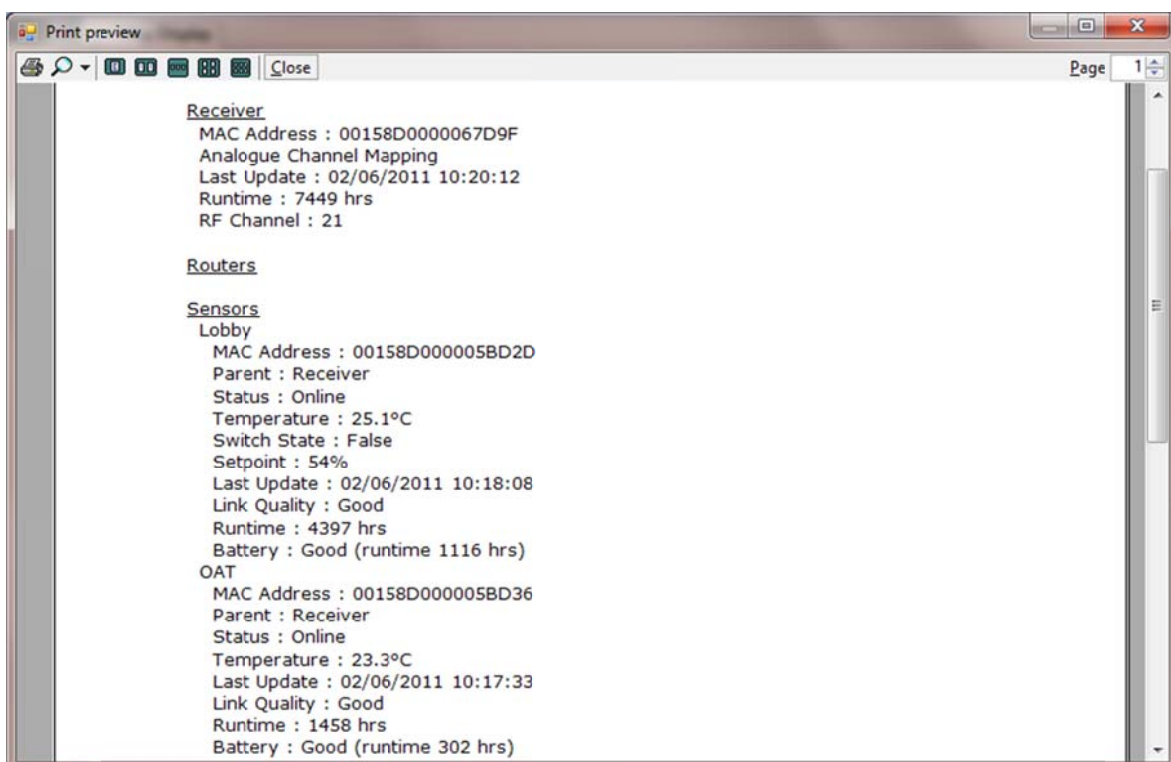 Print preview
Close
Page 1
Receiver
MAC Address : 00158D0000067D9F
Analogue Channel Mapping
Last Update : 02/06/2011 10:20:12
Runtime : 7449 hrs
RF Channel : 21
Routers
Sensors
Lobby
MAC Address : 00158D000005BD2D
Parent : Receiver
Status : Online
Temperature : 25.1ºC
Switch State : False
Setpoint : 54%
Last Update : 02/06/2011 10:18:08
Link Quality : Good
Runtime : 4397 hrs
Battery : Good (runtime 1116 hrs)
OAT
MAC Address : 00158D000005BD36
Parent : Receiver
Status : Online
Temperature : 23.3ºC
Last Update : 02/06/2011 10:17:33
Link Quality : Good
Runtime : 1458 hrs
Battery : Good (runtime 302 hrs)